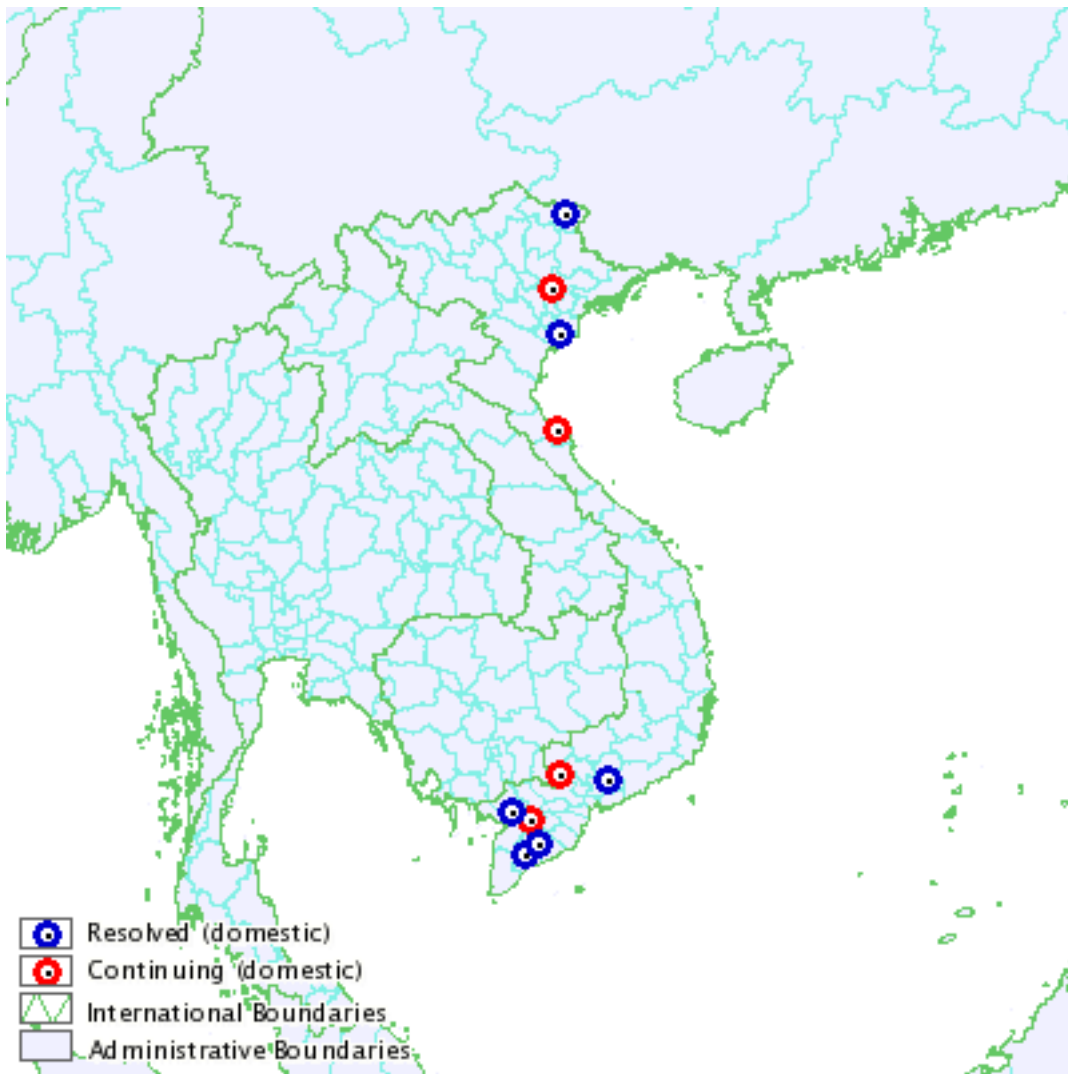 Resolved (domestic)
Continuing (domestic)
International Boundaries
Administrative Boundaries